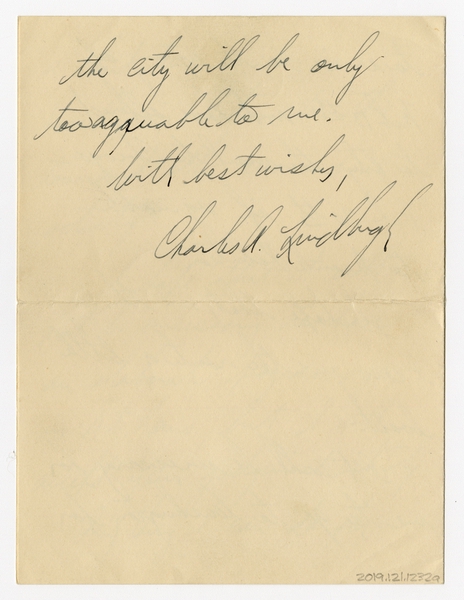 the city will be only
too agreeable to me.
With best wishes,
Charles A. Lindbergh
2019.121.1232a